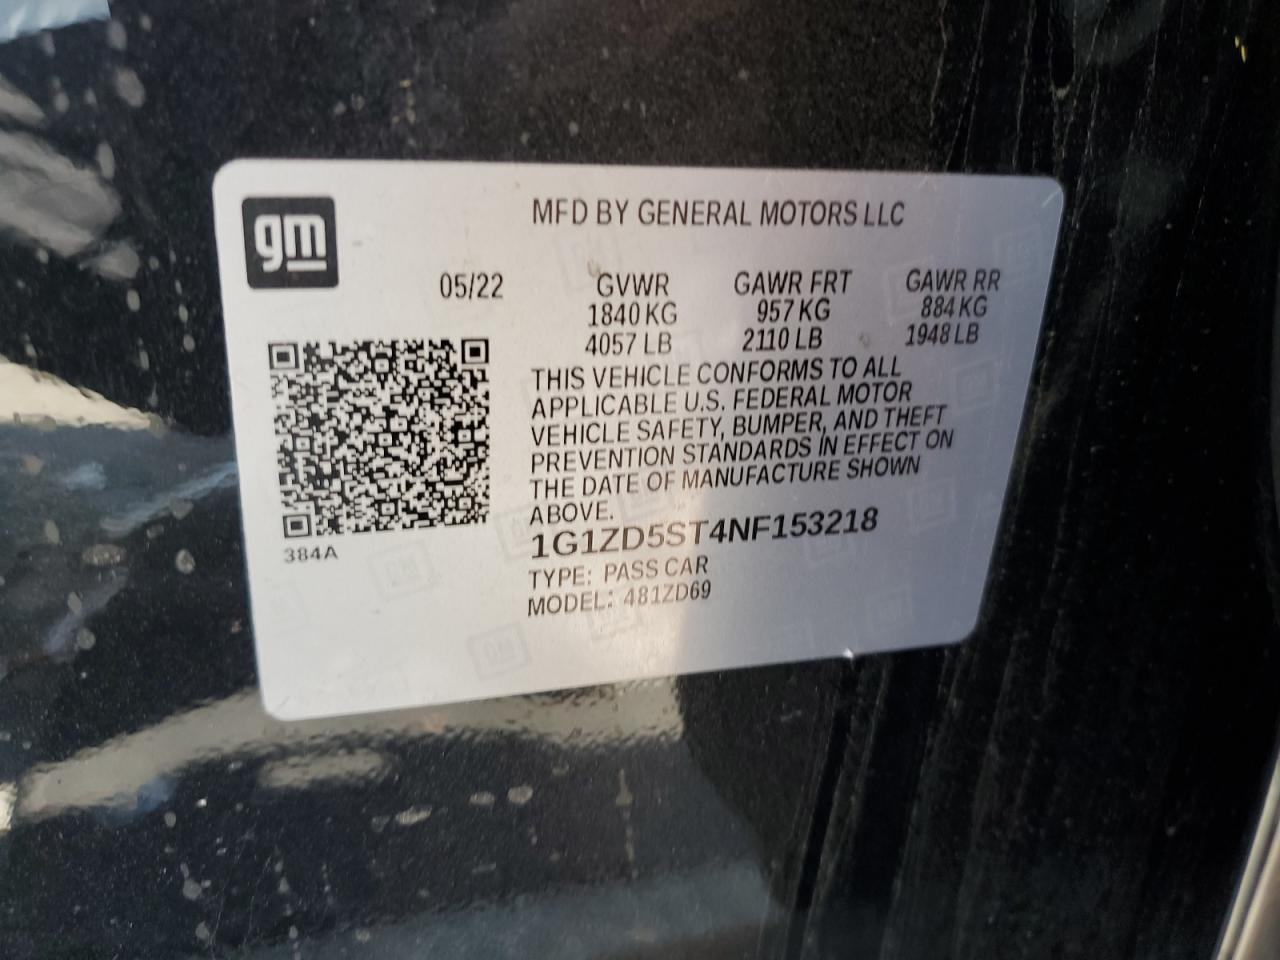 gm
MFD BY GENERAL MOTORS LLC
05/22 GVWR GAWR FRT GAWR RR
1840 KG 957 KG 884 KG
4057 LB 2110 LB 1948 LB
THIS VEHICLE CONFORMS TO ALL
APPLICABLE U.S. FEDERAL MOTOR
VEHICLE SAFETY, BUMPER, AND THEFT
PREVENTION STANDARDS IN EFFECT ON
THE DATE OF MANUFACTURE SHOWN
ABOVE.
1G1ZD5ST4NF153218
TYPE: PASS CAR
MODEL: 481ZD69
384A